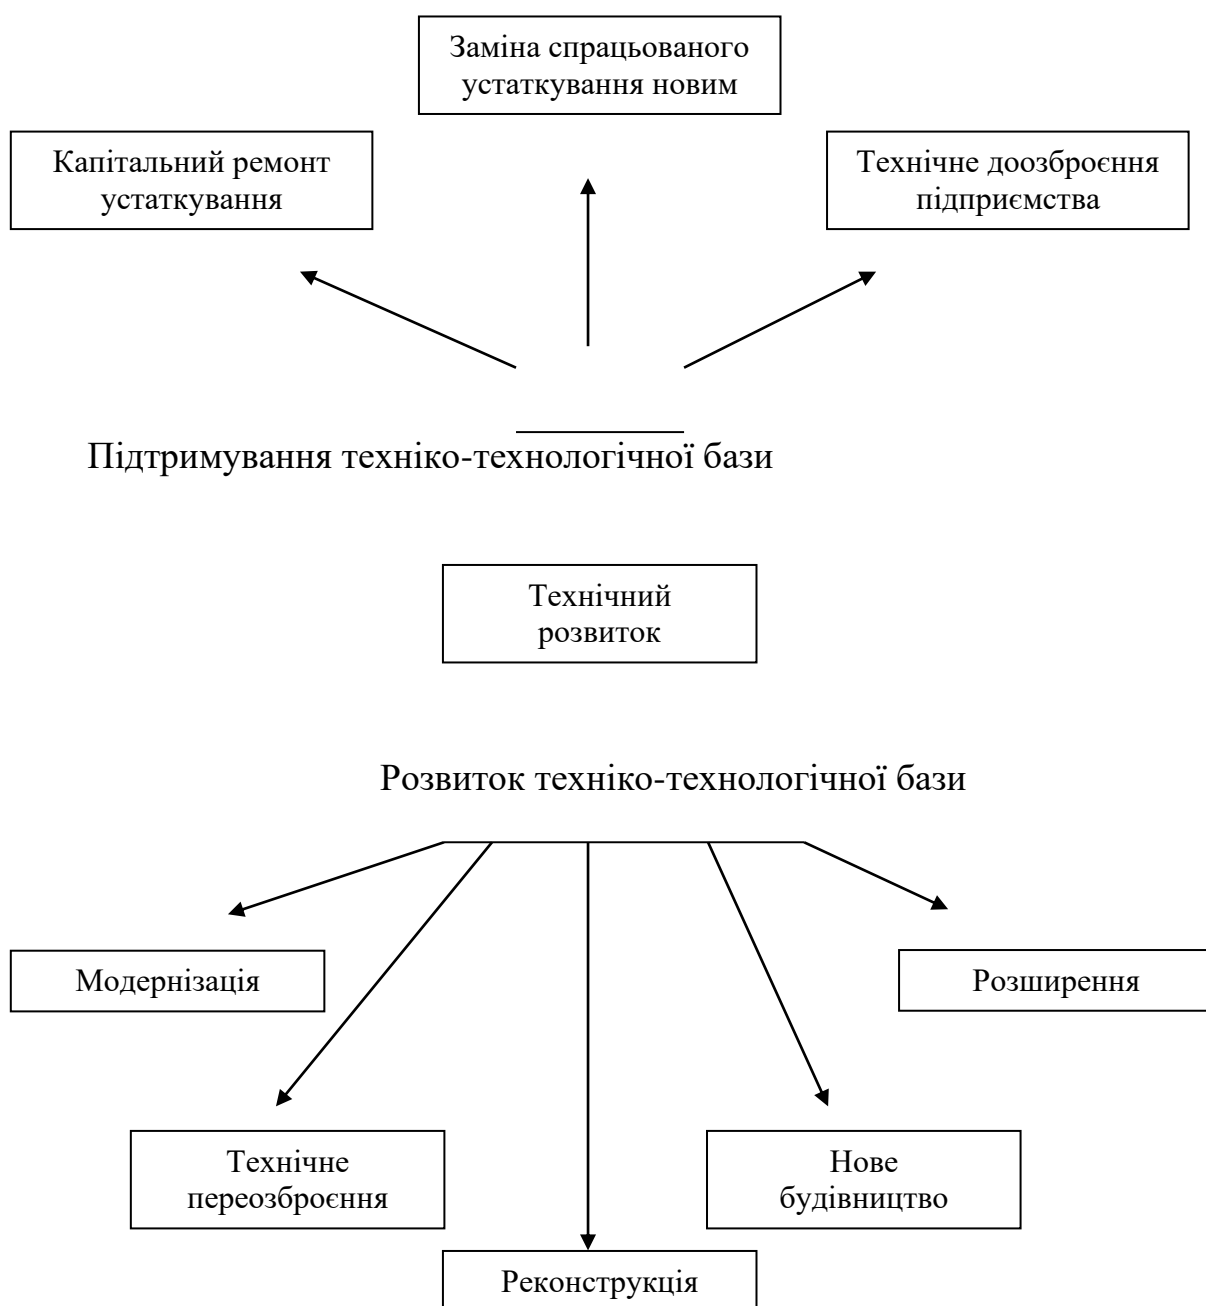 Заміна спрацьованого
устаткування новим
Капітальний ремонт
устаткування
Технічне доозброєння
підприємства
Підтримування техніко-технологічної бази
Технічний
розвиток
Розвиток техніко-технологічної бази
Модернізація
Розширення
Технічне
переозброєння
Нове
будівництво
Реконструкція